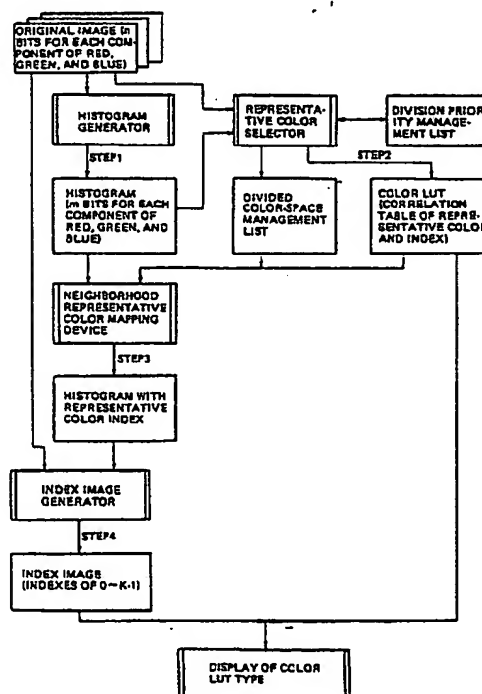 ORIGINAL IMAGE (n
BITS FOR EACH COM-
PONENT OF RED,
GREEN, AND BLUE)
HISTOGRAM
GENERATOR
REPRESENTA-
TIVE COLOR
SELECTOR
DIVISION PRIOR-
ITY MANAGE-
MENT LIST
STEP1
STEP2
HISTOGRAM
(m BITS FOR EACH
COMPONENT OF
RED, GREEN, AND
BLUE)
DIVIDED
COLOR-SPACE
MANAGEMENT
LIST
COLOR LUT
(CORRELATION
TABLE OF REPRE-
SENTATIVE COLOR
AND INDEX)
NEIGHBORHOOD
REPRESENTATIVE
COLOR MAPPING
DEVICE
STEP3
HISTOGRAM WITH
REPRESENTATIVE
COLOR INDEX
INDEX IMAGE
GENERATOR
STEP4
INDEX IMAGE
(INDEXES OF 0~K-1)
DISPLAY OF COLOR
LUT TYPE